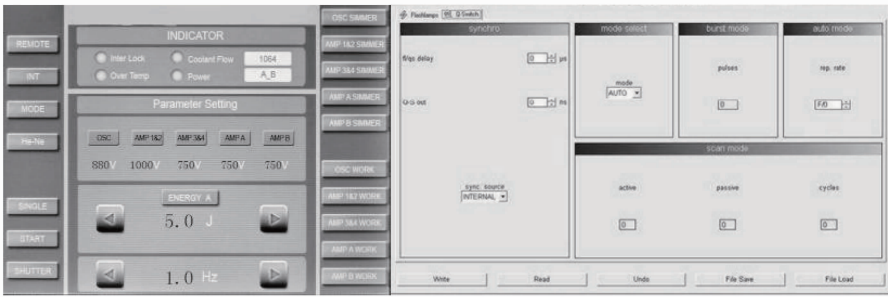 REMOTE
INT
MODE
He-Ne
SINGLE
START
SHUTTER
INDICATOR
Inter Lock
Coolant Flow
1064
Over Temp
Power
A_B
Parameter Setting
OSC AMP 1&2 AMP 3&4 AMP A AMP B
880V 1000V 750V 750V 750V
ENERGY A
5.0 J
1.0 Hz
OSC SIMMER
AMP 1&2 SIMMER
AMP 3&4 SIMMER
AMP A SIMMER
AMP B SIMMER
OSC WORK
AMP 1&2 WORK
AMP 3&4 WORK
AMP A WORK
AMP B WORK
Flashlamps Q Switch
synchro
f/qs delay 0 µs
Q-S out 0 ns
sync. source
INTERNAL
mode select
mode
AUTO
burst mode
pulses
0
auto mode
rep. rate
F/0
scan mode
active passive cycles
0 0 0
Write Read Undo File Save File Load